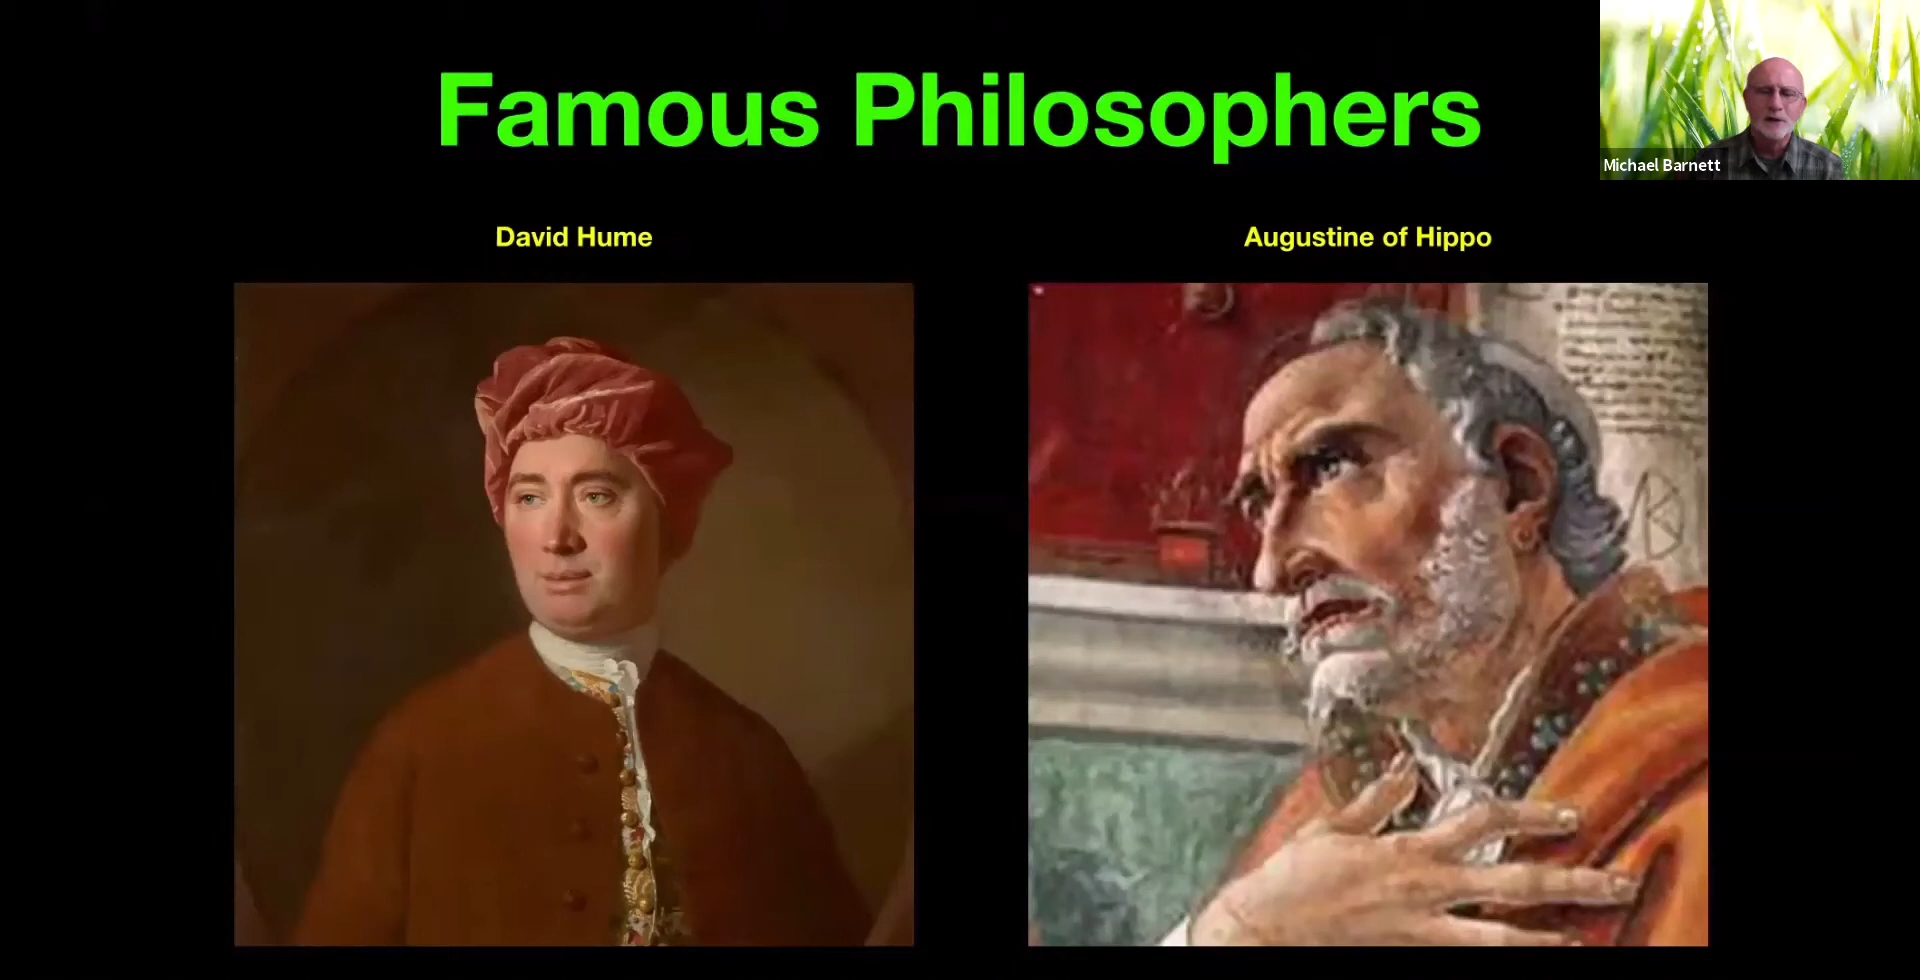 Famous Philosophers
Michael Barnett
David Hume
Augustine of Hippo